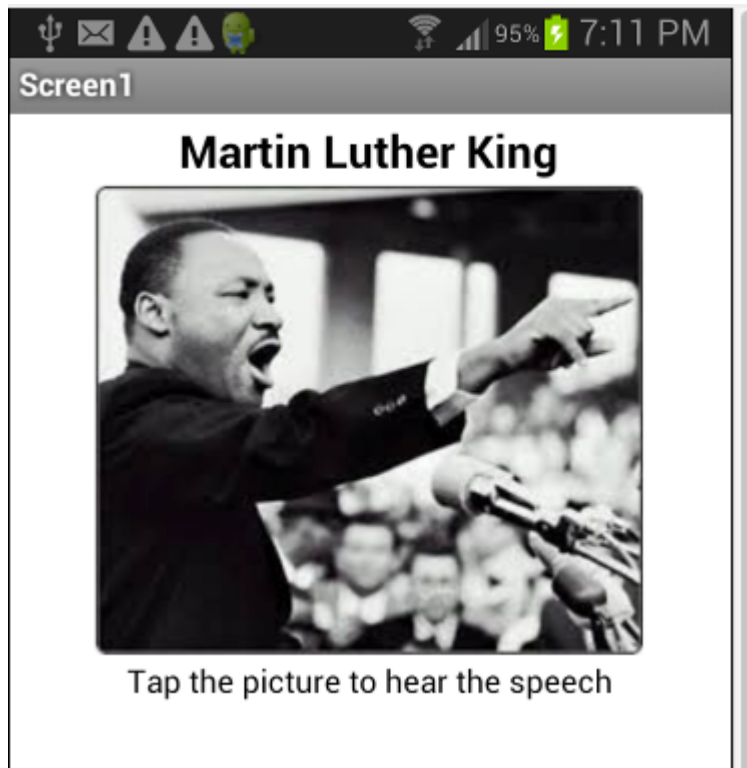 95% 7:11 PM
Screen1
Martin Luther King
Tap the picture to hear the speech